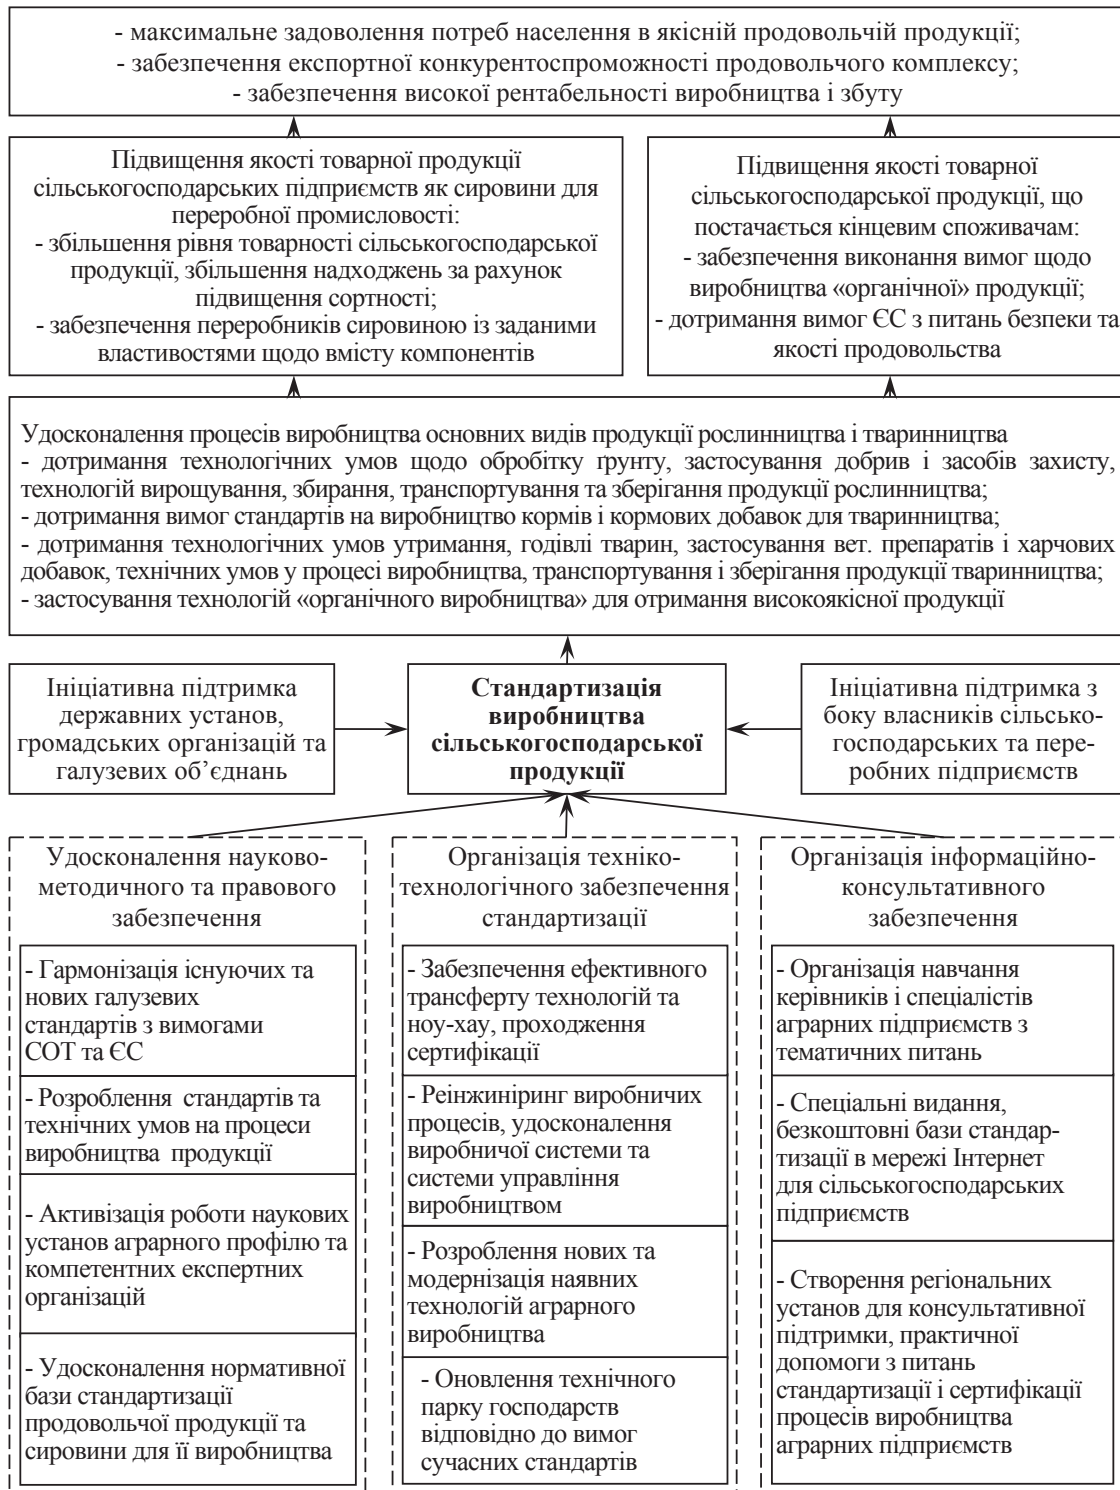 - максимальне задоволення потреб населення в якісній продовольчій продукції;
- забезпечення експортної конкурентоспроможності продовольчого комплексу;
- забезпечення високої рентабельності виробництва і збуту
Підвищення якості товарної продукції
сільськогосподарських підприємств як сировини для
переробної промисловості:
- збільшення рівня товарності сільськогосподарської
продукції, збільшення надходжень за рахунок
підвищення сортності;
- забезпечення переробників сировиною із заданими
властивостями щодо вмісту компонентів
Підвищення якості товарної
сільськогосподарської продукції, що
постачається кінцевим споживачам:
- забезпечення виконання вимог щодо
виробництва «органічної» продукції;
- дотримання вимог ЄС з питань безпеки та
якості продовольства
Удосконалення процесів виробництва основних видів продукції рослинництва і тваринництва
- дотримання технологічних умов щодо обробітку ґрунту, застосування добрив і засобів захисту,
технологій вирощування, збирання, транспортування та зберігання продукції рослинництва;
- дотримання вимог стандартів на виробництво кормів і кормових добавок для тваринництва;
- дотримання технологічних умов утримання, годівлі тварин, застосування вет. препаратів і харчових
добавок, технічних умов у процесі виробництва, транспортування і зберігання продукції тваринництва;
- застосування технологій «органічного виробництва» для отримання високоякісної продукції
Ініціативна підтримка
державних установ,
громадських організацій та
галузевих об’єднань
Стандартизація
виробництва
сільськогосподарської
продукції
Ініціативна підтримка з
боку власників сільсько-
господарських та пере-
робних підприємств
Удосконалення науково-
методичного та правового
забезпечення
- Гармонізація існуючих та
нових галузевих
стандартів з вимогами
СОТ та ЄС
- Розроблення стандартів та
технічних умов на процеси
виробництва продукції
- Активізація роботи наукових
установ аграрного профілю та
компетентних експертних
організацій
- Удосконалення нормативної
бази стандартизації
продовольчої продукції та
сировини для її виробництва
Організація техніко-
технологічного забезпечення
стандартизації
- Забезпечення ефективного
трансферту технологій та
ноу-хау, проходження
сертифікації
- Реінжиніринг виробничих
процесів, удосконалення
виробничої системи та
системи управління
виробництвом
- Розроблення нових та
модернізація наявних
технологій аграрного
виробництва
- Оновлення технічного
парку господарств
відповідно до вимог
сучасних стандартів
Організація інформаційно-
консультативного
забезпечення
- Організація навчання
керівників і спеціалістів
аграрних підприємств з
тематичних питань
- Спеціальні видання,
безкоштовні бази стандар-
тизації в мережі Інтернет
для сільськогосподарських
підприємств
- Створення регіональних
установ для консультативної
підтримки, практичної
допомоги з питань
стандартизації і сертифікації
процесів виробництва
аграрних підприємств